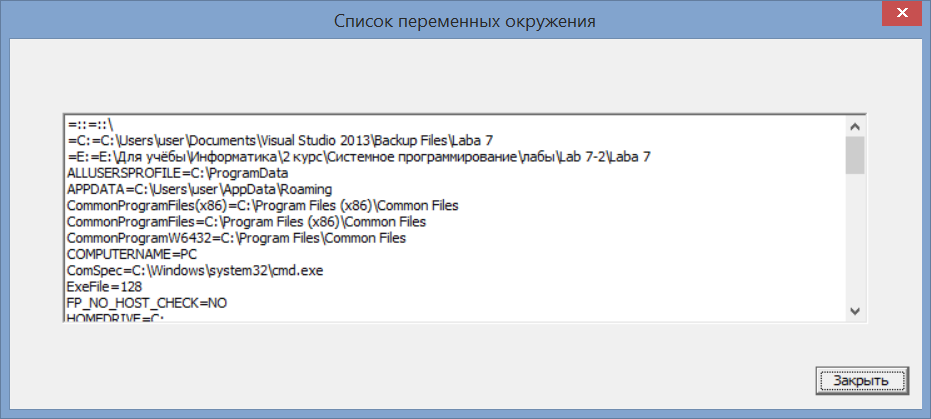 Список переменных окружения
=::=::\
=C:=C:\Users\user\Documents\Visual Studio 2013\Backup Files\Laba 7
=E:=E:\Для учёбы\Информатика\2 курс\Системное программирование\лабы\Lab 7-2\Laba 7
ALLUSERSPROFILE=C:\ProgramData
APPDATA=C:\Users\user\AppData\Roaming
CommonProgramFiles(x86)=C:\Program Files (x86)\Common Files
CommonProgramFiles=C:\Program Files (x86)\Common Files
CommonProgramW6432=C:\Program Files\Common Files
COMPUTERNAME=PC
ComSpec=C:\Windows\system32\cmd.exe
ExeFile=128
FP_NO_HOST_CHECK=NO
HOMEDRIVE=C:
Закрыть